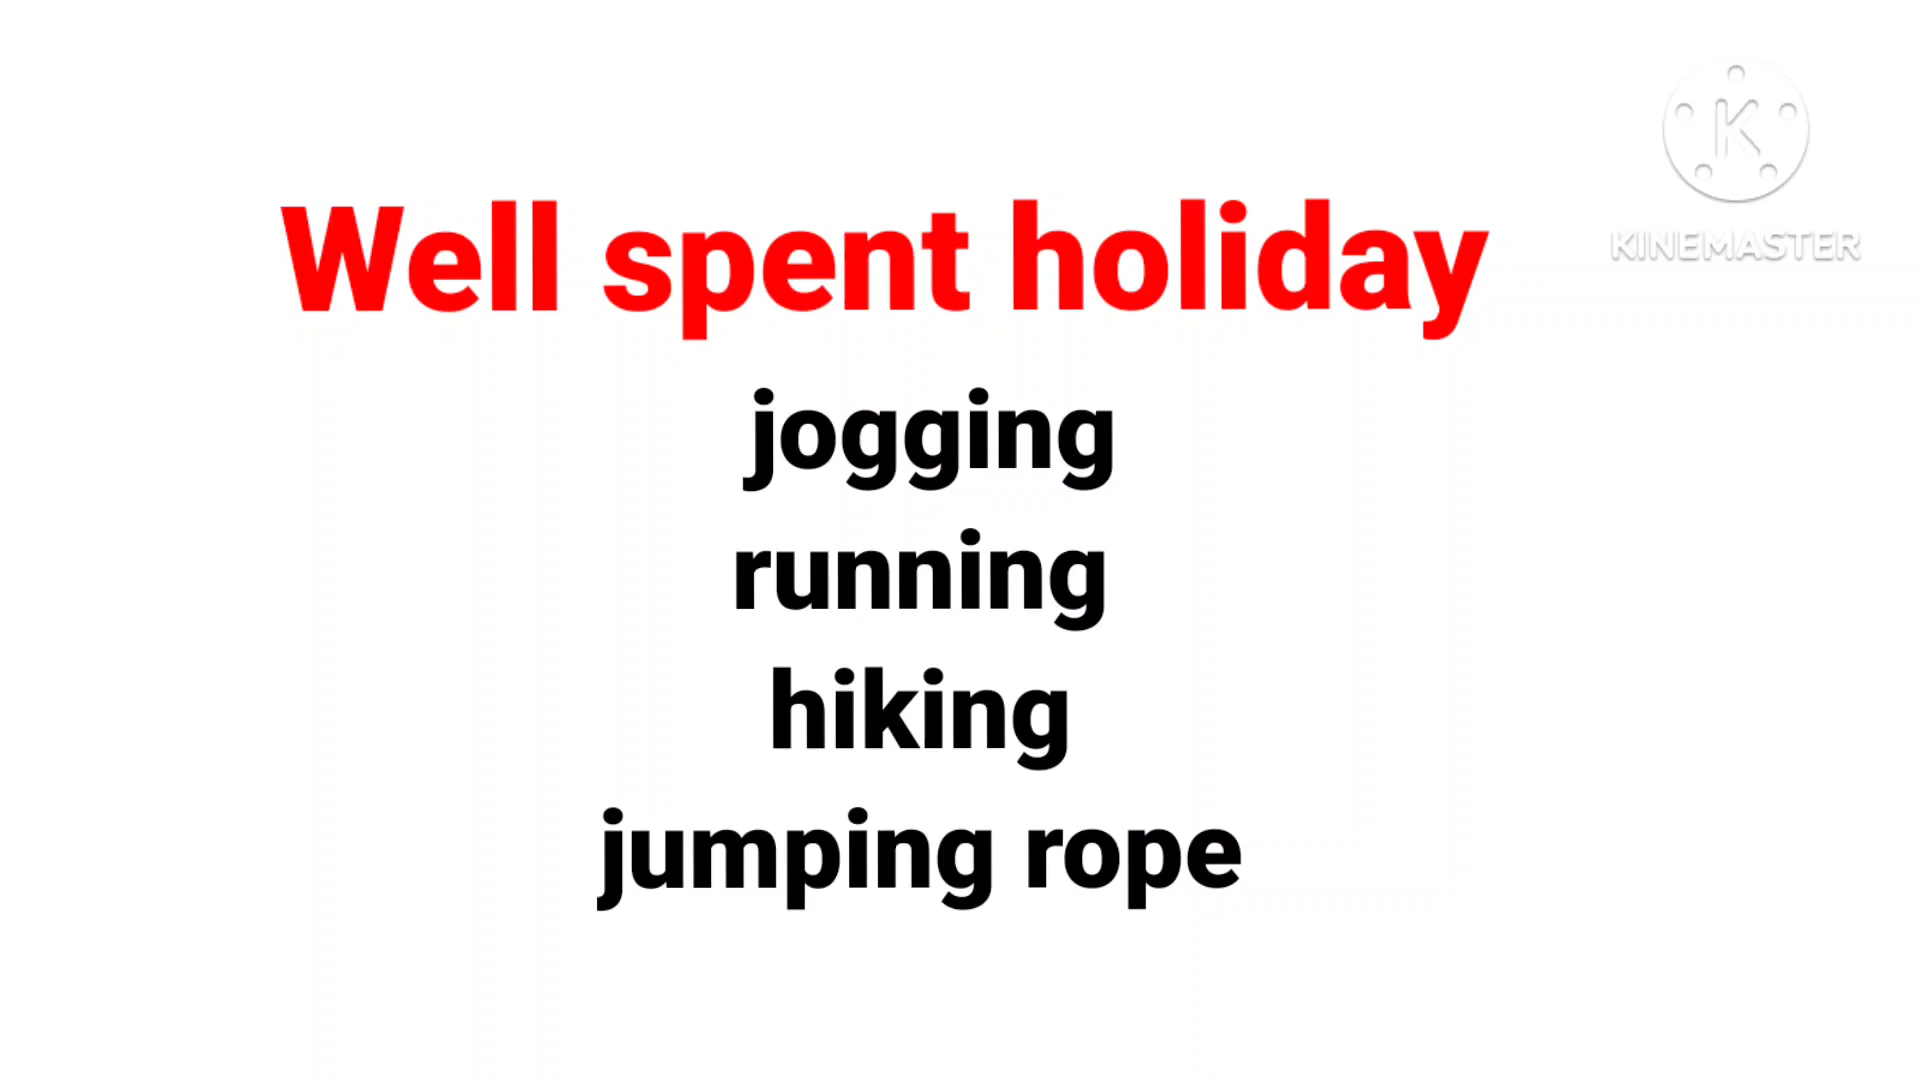 Well spent holiday
jogging
running
hiking
jumping rope
K
KINEMASTER